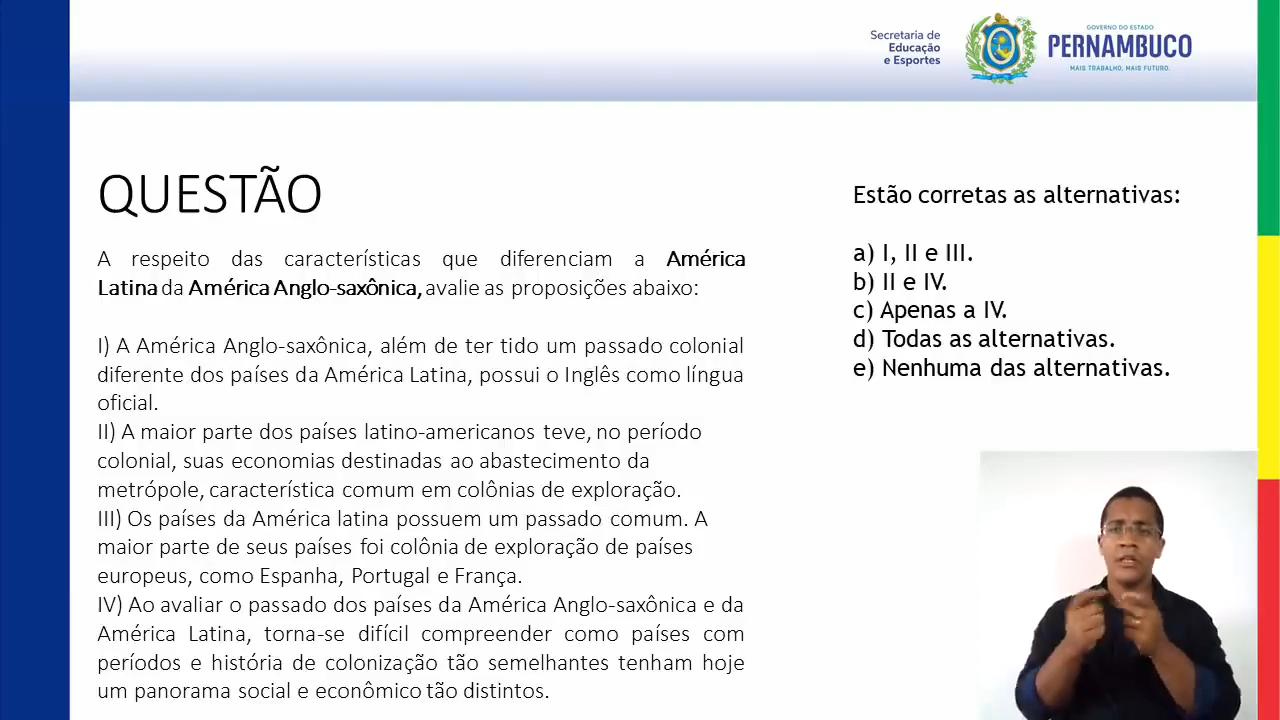 Secretaria de
Educação
e Esportes
GOVERNO DO ESTADO
PERNAMBUCO
MAIS TRABALHO, MAIS FUTURO.
QUESTÃO
A respeito das características que diferenciam a América
Latina da América Anglo-saxônica, avalie as proposições abaixo:
I) A América Anglo-saxônica, além de ter tido um passado colonial
diferente dos países da América Latina, possui o Inglês como língua
oficial.
II) A maior parte dos países latino-americanos teve, no período
colonial, suas economias destinadas ao abastecimento da
metrópole, característica comum em colônias de exploração.
III) Os países da América latina possuem um passado comum. A
maior parte de seus países foi colônia de exploração de países
europeus, como Espanha, Portugal e França.
IV) Ao avaliar o passado dos países da América Anglo-saxônica e da
América Latina, torna-se difícil compreender como países com
períodos e história de colonização tão semelhantes tenham hoje
um panorama social e econômico tão distintos.
Estão corretas as alternativas:
a) I, II e III.
b) II e IV.
c) Apenas a IV.
d) Todas as alternativas.
e) Nenhuma das alternativas.